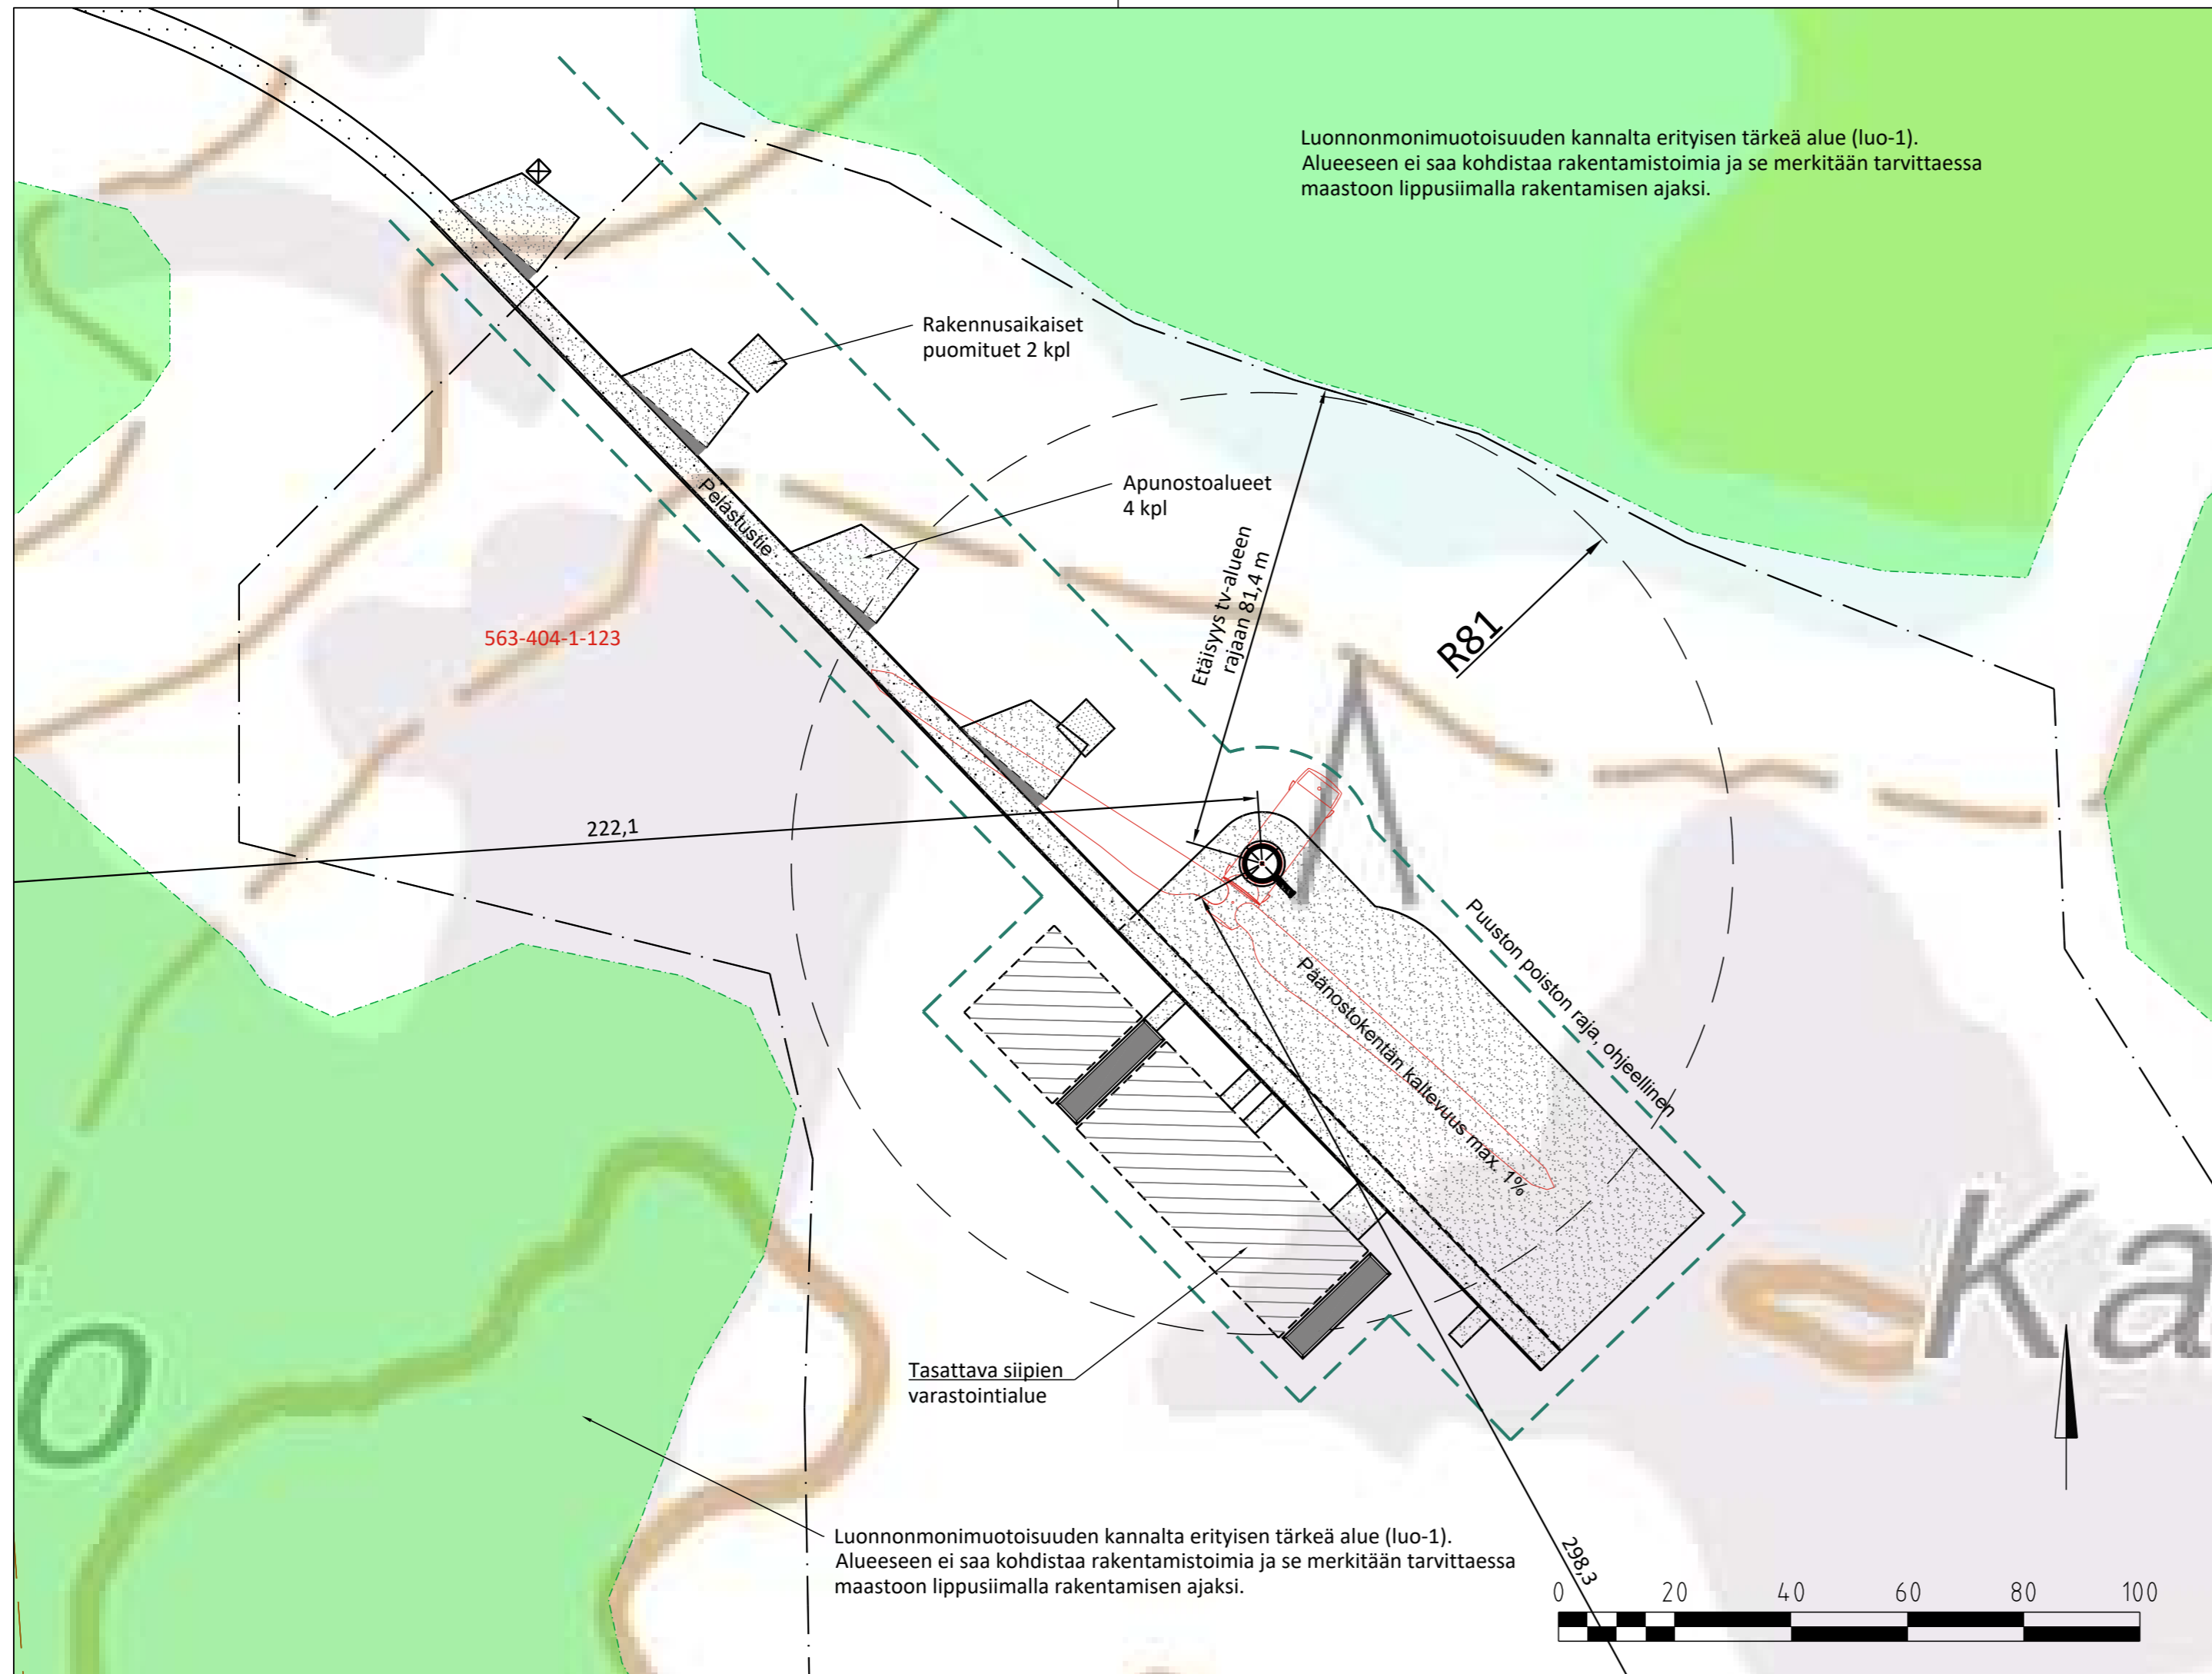 Luonnonmonimuotoisuuden kannalta erityisen tärkeä alue (luo-1).
Alueeseen ei saa kohdistaa rakentamistoimia ja se merkitään tarvittaessa
maastoon lippusiimalla rakentamisen ajaksi.
Rakennusaikaiset
puomituet 2 kpl
Apunostoalueet
4 kpl
Pelastustie
Etäisyys tv-alueen
rajaan 81,4 m
R81
563-404-1-123
222,1
Puuston poiston raja, ohjeellinen
Päänostokentän kaltevuus max. 1%
Ka
o
Tasattava siipien
varastointialue
Luonnonmonimuotoisuuden kannalta erityisen tärkeä alue (luo-1).
Alueeseen ei saa kohdistaa rakentamistoimia ja se merkitään tarvittaessa
maastoon lippusiimalla rakentamisen ajaksi.
298,3
0 20 40 60 80 100